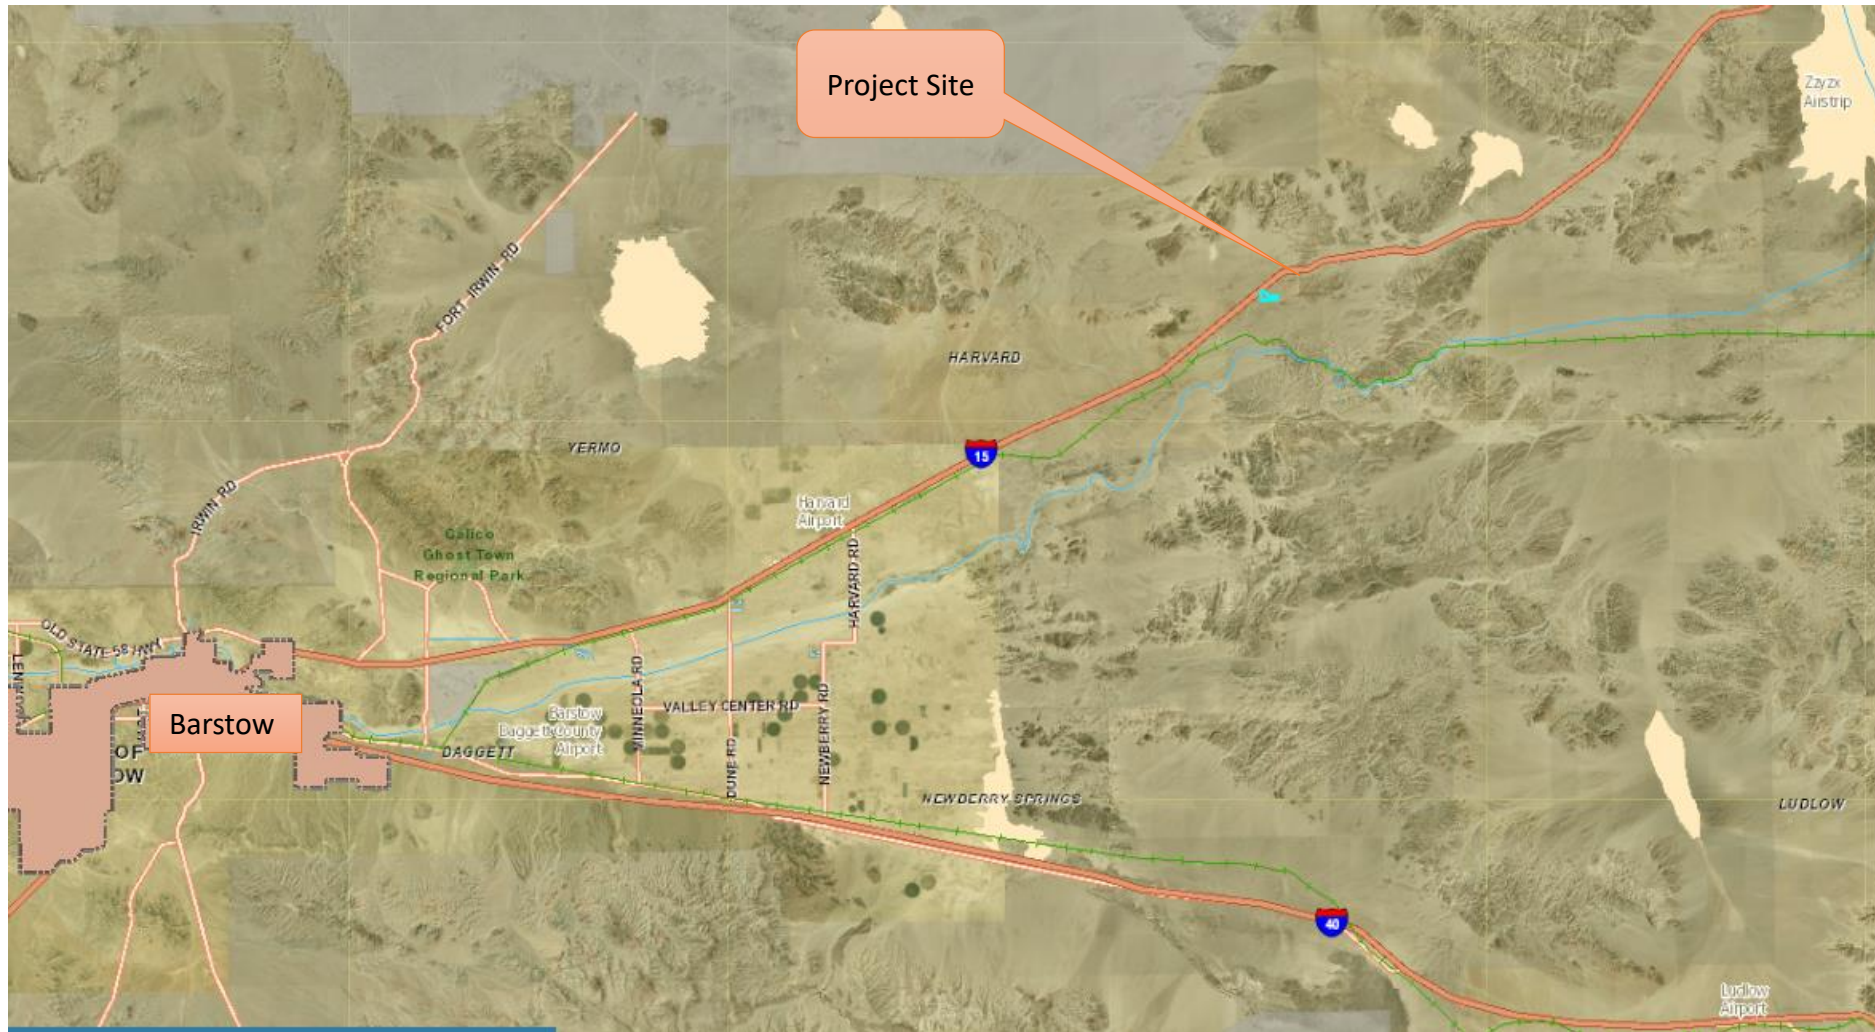 Project Site
Zzyzx
Airstrip
FORT IRWIN RD
HARVARD
YERMO
15
IRWIN RD
Harvard
Airport
Calico
Ghost Town
Regional Park
HARVARD RD
OLD STATE 58 HWY
MINNEOLA RD
VALLEY CENTER RD
Barstow
Barstow
Daggett County
Airport
DAGGETT
OF
OW
DUNE RD
NEWBERRY RD
NEWBERRY SPRINGS
LUDLOW
40
Ludlow
Airport